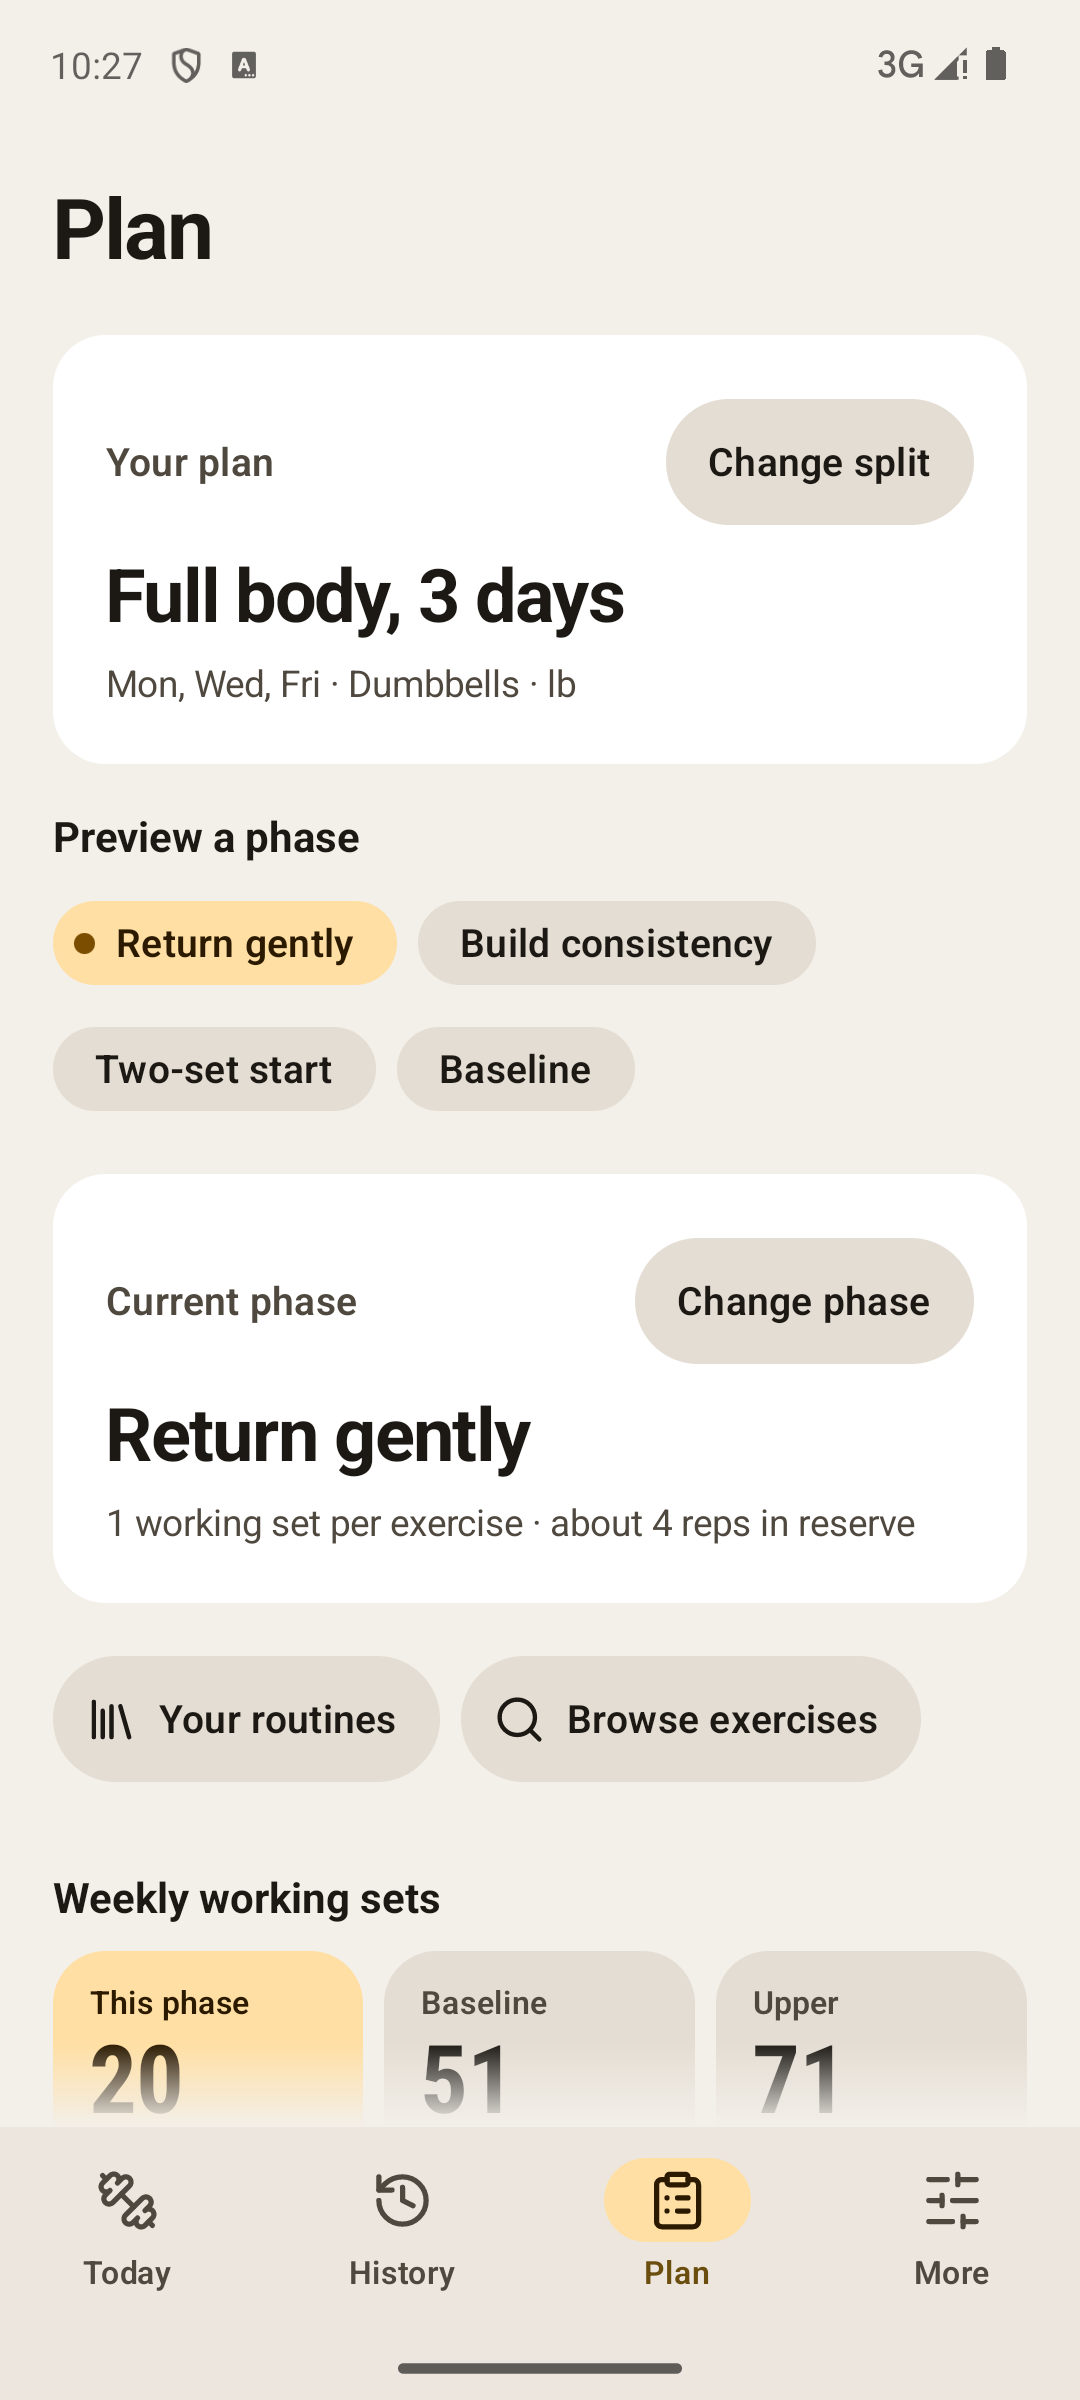 10:27
3G
Plan
Your plan
Change split
Full body, 3 days
Mon, Wed, Fri · Dumbbells · lb
Preview a phase
Return gently
Build consistency
Two-set start
Baseline
Current phase
Change phase
Return gently
1 working set per exercise · about 4 reps in reserve
Your routines
Browse exercises
Weekly working sets
This phase
Baseline
Upper
20
51
71
Today
History
Plan
More